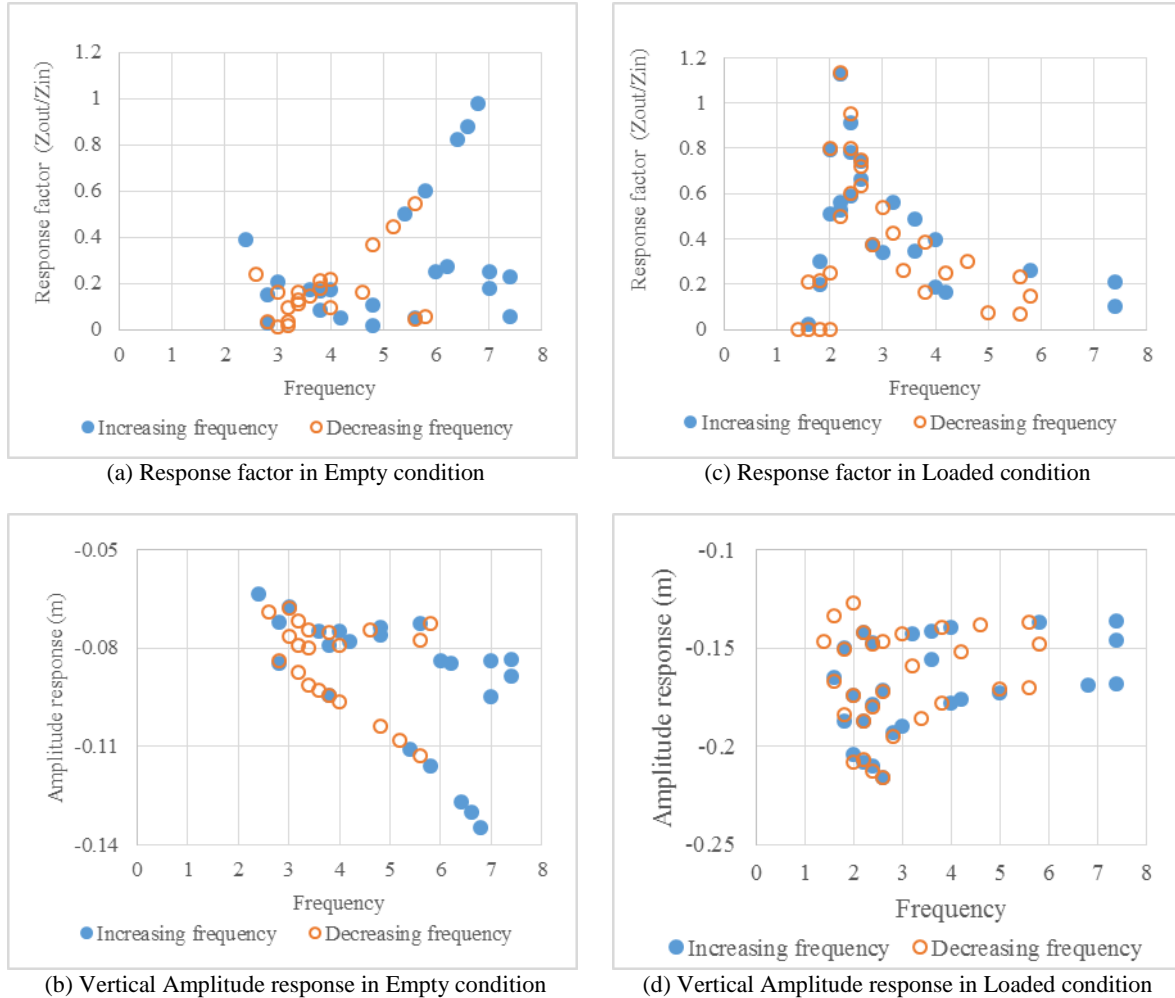 1.2
1
0.8
0.6
0.4
0.2
0
Response factor (Zout/Zin)
0 1 2 3 4 5 6 7 8
Frequency
Increasing frequency Decreasing frequency
(a) Response factor in Empty condition
1.2
1
0.8
0.6
0.4
0.2
0
Response factor (Zout/Zin)
0 1 2 3 4 5 6 7 8
Frequency
Increasing frequency Decreasing frequency
(c) Response factor in Loaded condition
-0.05
-0.08
-0.11
-0.14
Amplitude response (m)
0 1 2 3 4 5 6 7 8
Frequency
Increasing frequency Decreasing frequency
(b) Vertical Amplitude response in Empty condition
-0.1
-0.15
-0.2
-0.25
Amplitude response (m)
0 1 2 3 4 5 6 7 8
Frequency
Increasing frequency Decreasing frequency
(d) Vertical Amplitude response in Loaded condition